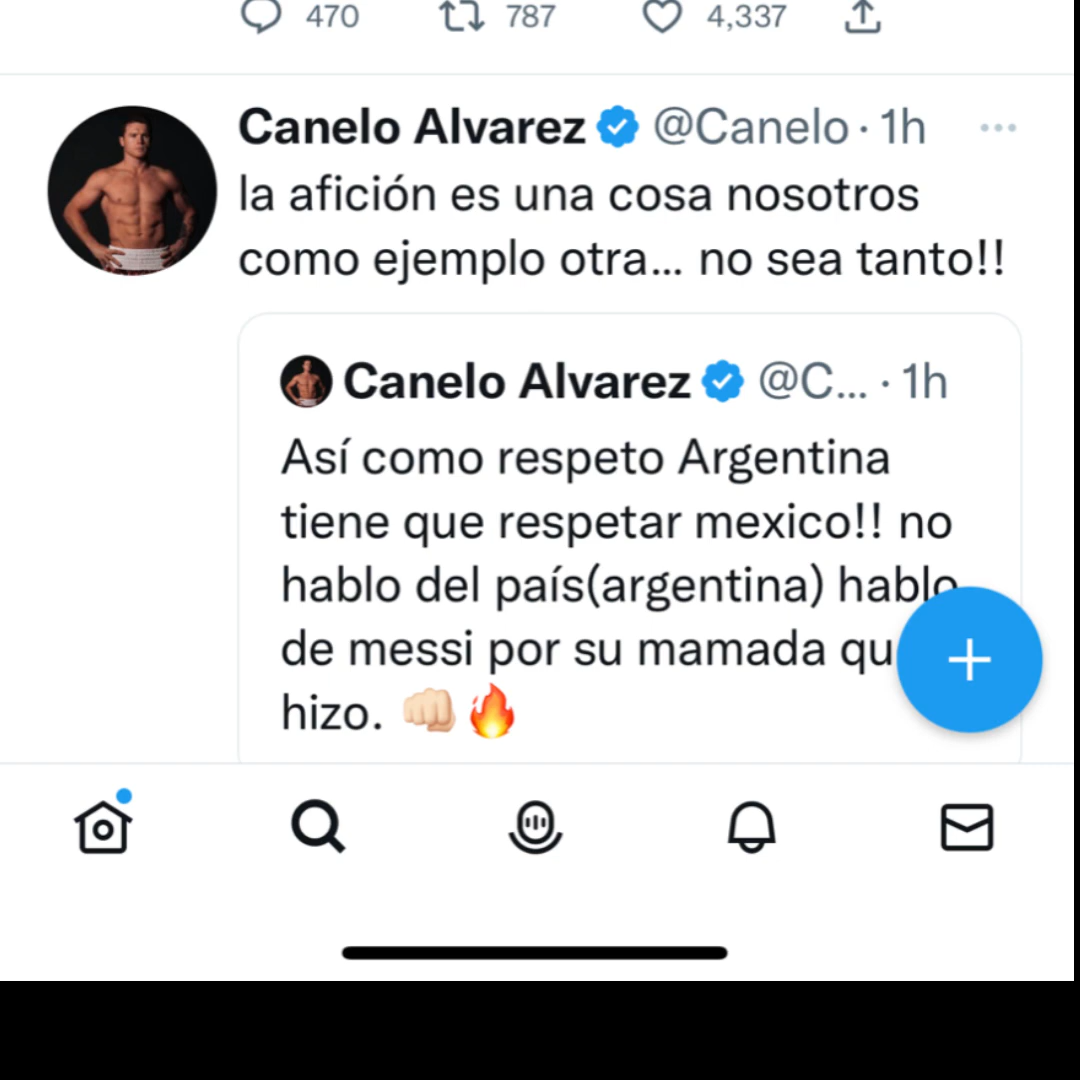 470 787 4,337
Canelo Alvarez @Canelo · 1h
la afición es una cosa nosotros
como ejemplo otra... no sea tanto!!
Canelo Alvarez @C... · 1h
Así como respeto Argentina
tiene que respetar mexico!! no
hablo del país(argentina) hablo
de messi por su mamada qu
hizo. 👊🏻🔥